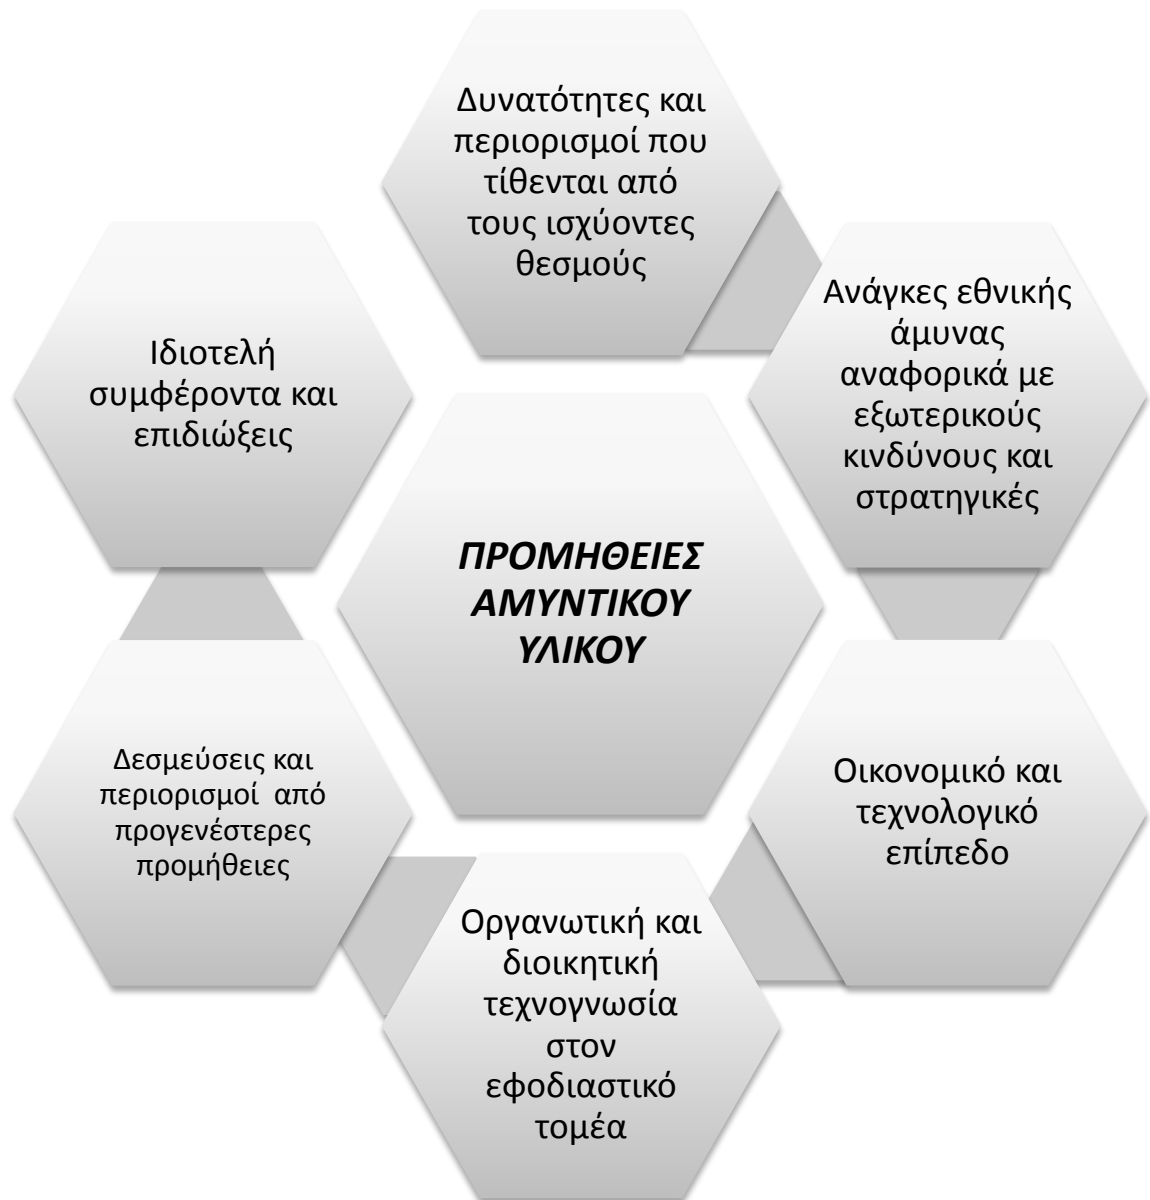 Δυνατότητες και
περιορισμοί που
τίθενται από
τους ισχύοντες
θεσμούς
Ανάγκες εθνικής
άμυνας
αναφορικά με
εξωτερικούς
κινδύνους και
στρατηγικές
Ιδιοτελή
συμφέροντα και
επιδιώξεις
ΠΡΟΜΗΘΕΙΕΣ
ΑΜΥΝΤΙΚΟΥ
ΥΛΙΚΟΥ
Οικονομικό και
τεχνολογικό
επίπεδο
Δεσμεύσεις και
περιορισμοί από
προγενέστερες
προμήθειες
Οργανωτική και
διοικητική
τεχνογνωσία
στον
εφοδιαστικό
τομέα